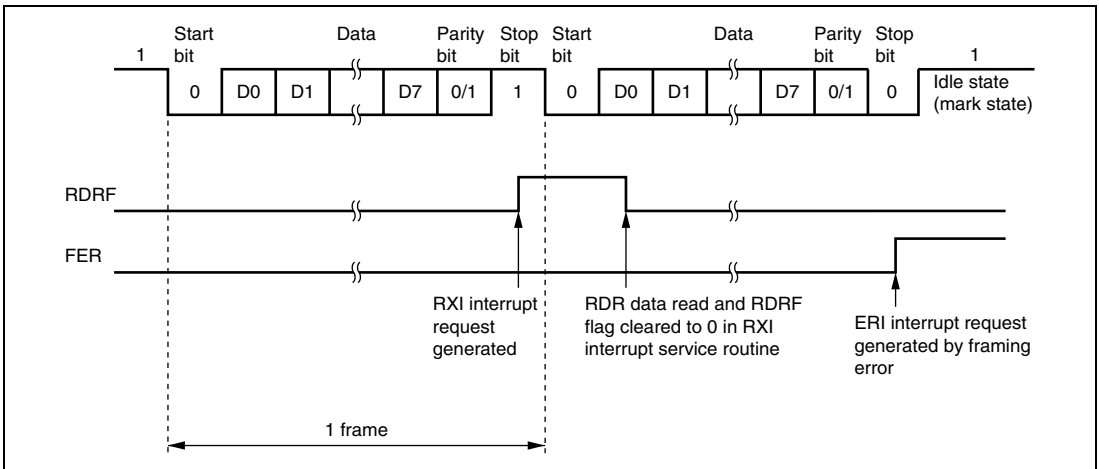 Start bit Data Parity bit Stop bit Start bit Data Parity bit Stop bit
1 1
0 D0 D1 D7 0/1 1 0 D0 D1 D7 0/1 0
Idle state
(mark state)
RDRF
FER
RXI interrupt
request
generated
RDR data read and RDRF
flag cleared to 0 in RXI
interrupt service routine
ERI interrupt request
generated by framing
error
1 frame